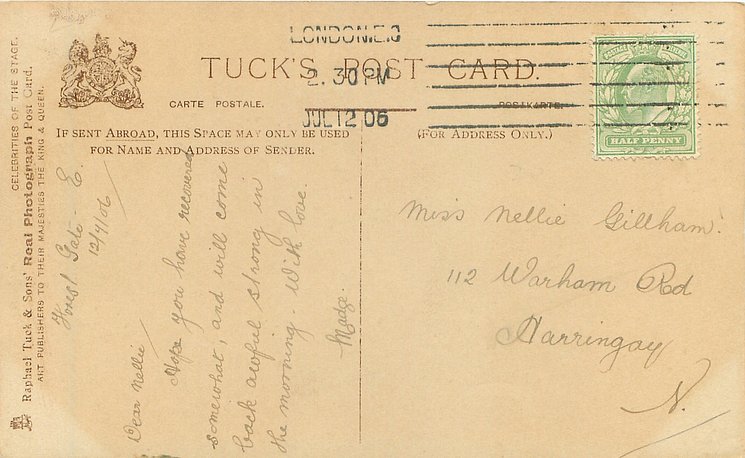 CELEBRITIES OF THE STAGE.
Raphael Tuck & Sons' Real Photograph Post Card.
ART PUBLISHERS TO THEIR MAJESTIES THE KING & QUEEN.
LONDON.E.C
2.30 PM
JUL 12 06
TUCK'S POST CARD.
CARTE POSTALE.
POSTKARTE
IF SENT ABROAD, THIS SPACE MAY ONLY BE USED
FOR NAME AND ADDRESS OF SENDER.
(FOR ADDRESS ONLY.)
HALF PENNY
Forest Gate. E.
12/7/06
Dear Nellie
Hope you have recovered
somewhat, and will come
back awful strong in
the morning. With love.
Madge.
Miss Nellie Gillham.
112 Warham Rd
Harringay
N.